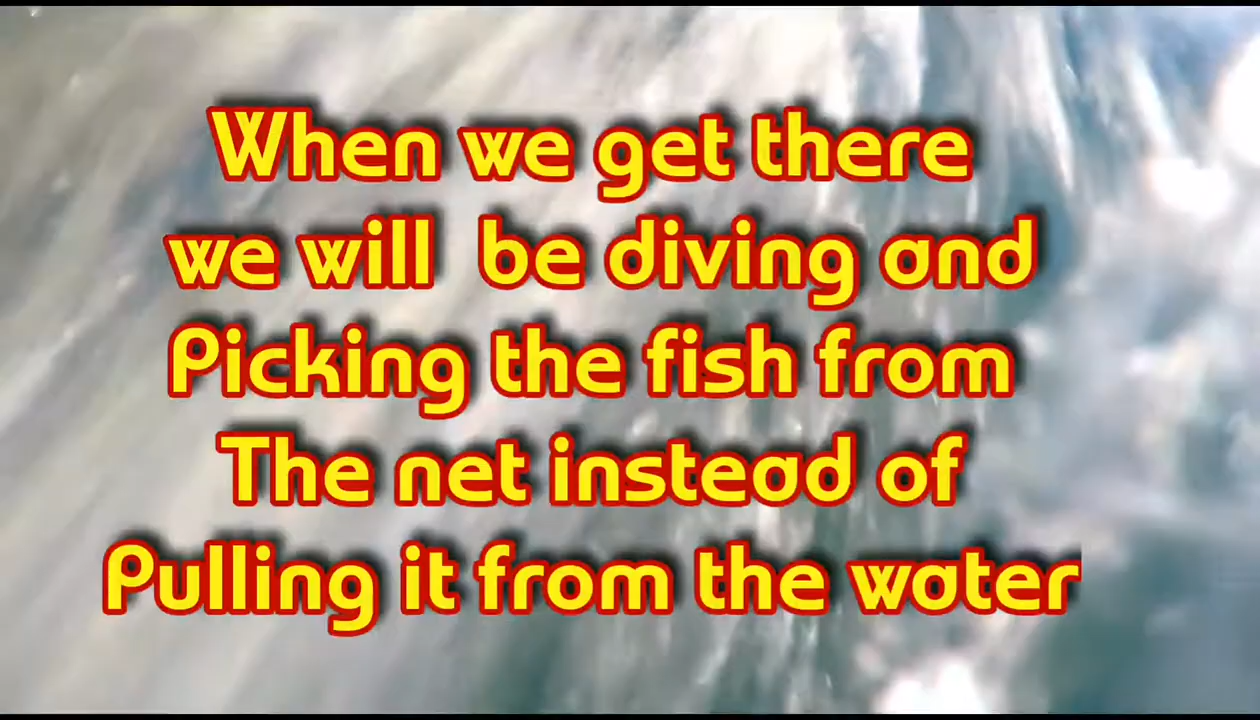 When we get there
we will be diving and
Picking the fish from
The net instead of
Pulling it from the water